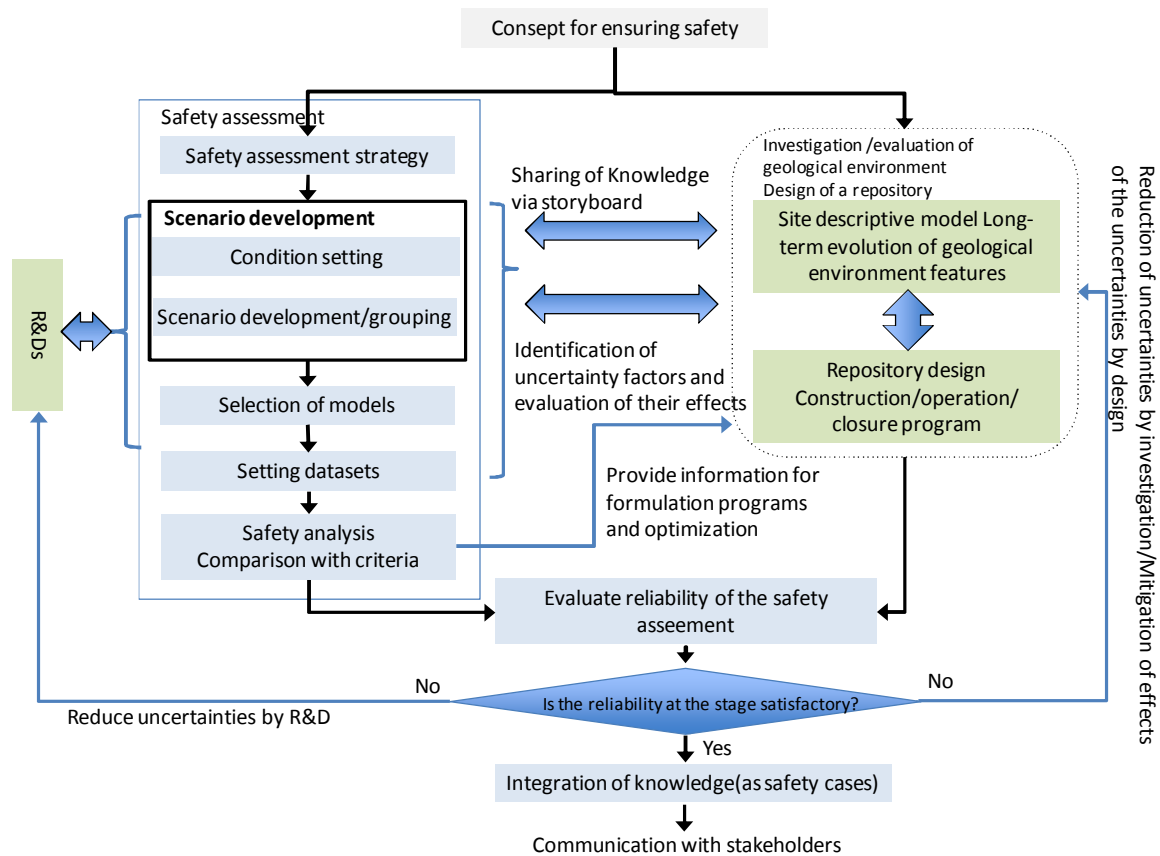 Consept for ensuring safety
Safety assessment
Safety assessment strategy
Scenario development
Condition setting
Scenario development/grouping
Selection of models
Setting datasets
Safety analysis
Comparison with criteria
R&Ds
Sharing of Knowledge
via storyboard
Identification of
uncertainty factors and
evaluation of their effects
Provide information for
formulation programs
and optimization
Investigation /evaluation of
geological environment
Design of a repository
Site descriptive model Long-
term evolution of geological
environment features
Repository design
Construction/operation/
closure program
Reduction of uncertainties by investigation/Mitigation of effects
of the uncertainties by design
Evaluate reliability of the safety
asseement
Is the reliability at the stage satisfactory?
No
No
Reduce uncertainties by R&D
Yes
Integration of knowledge(as safety cases)
Communication with stakeholders